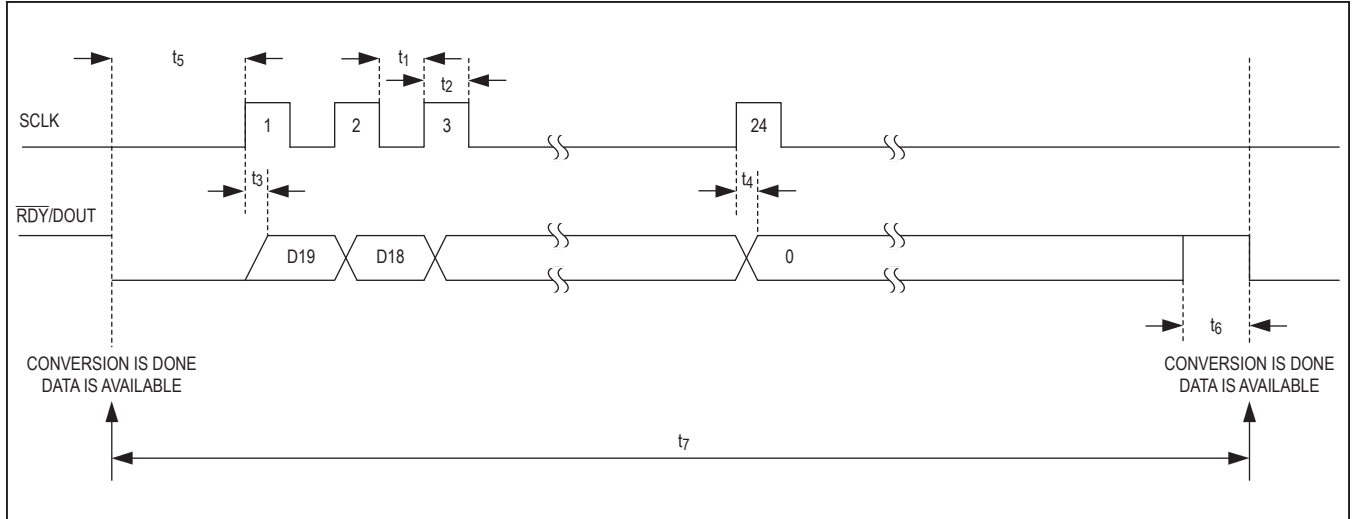 t5
t1
t2
SCLK
1
2
3
24
t3
t4
RDY/DOUT
D19
D18
0
t6
CONVERSION IS DONE
DATA IS AVAILABLE
CONVERSION IS DONE
DATA IS AVAILABLE
t7